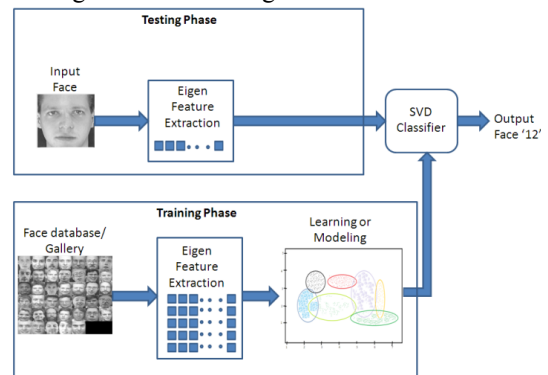 Testing Phase
Input
Face
Eigen
Feature
Extraction
SVD
Classifier
Output
Face ‘12’
Training Phase
Face database/
Gallery
Eigen
Feature
Extraction
Learning or
Modeling